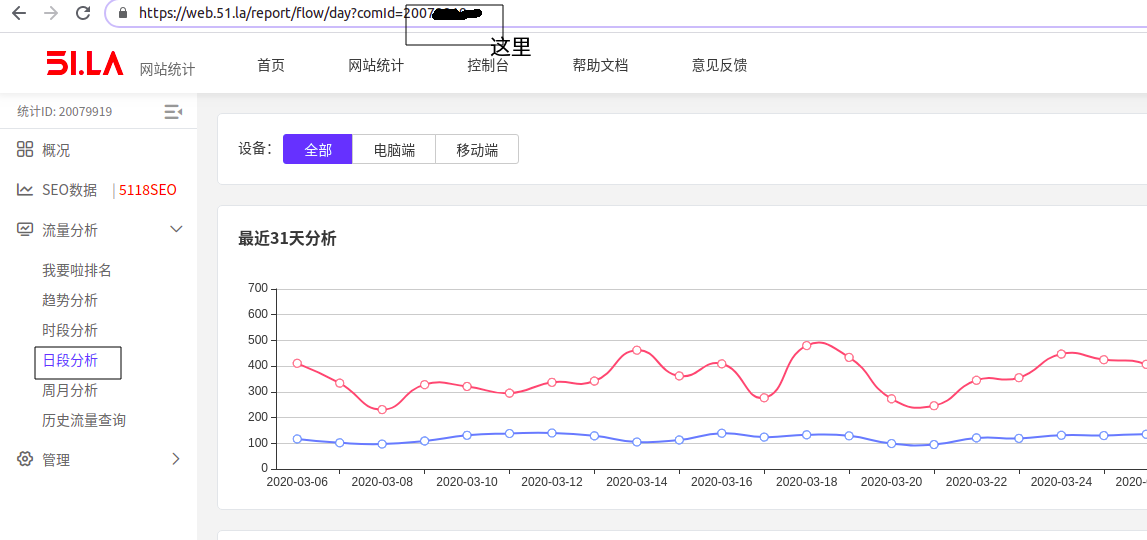 https://web.51.la/report/flow/day?comId=2007
这里
51.LA 网站统计 首页 网站统计 控制台 帮助文档 意见反馈
统计ID: 20079919
概况
SEO数据 | 5118SEO
流量分析
我要啦排名
趋势分析
时段分析
日段分析
周月分析
历史流量查询
管理
设备： 全部 电脑端 移动端
最近31天分析
700
600
500
400
300
200
100
0
2020-03-06 2020-03-08 2020-03-10 2020-03-12 2020-03-14 2020-03-16 2020-03-18 2020-03-20 2020-03-22 2020-03-24 2020-0